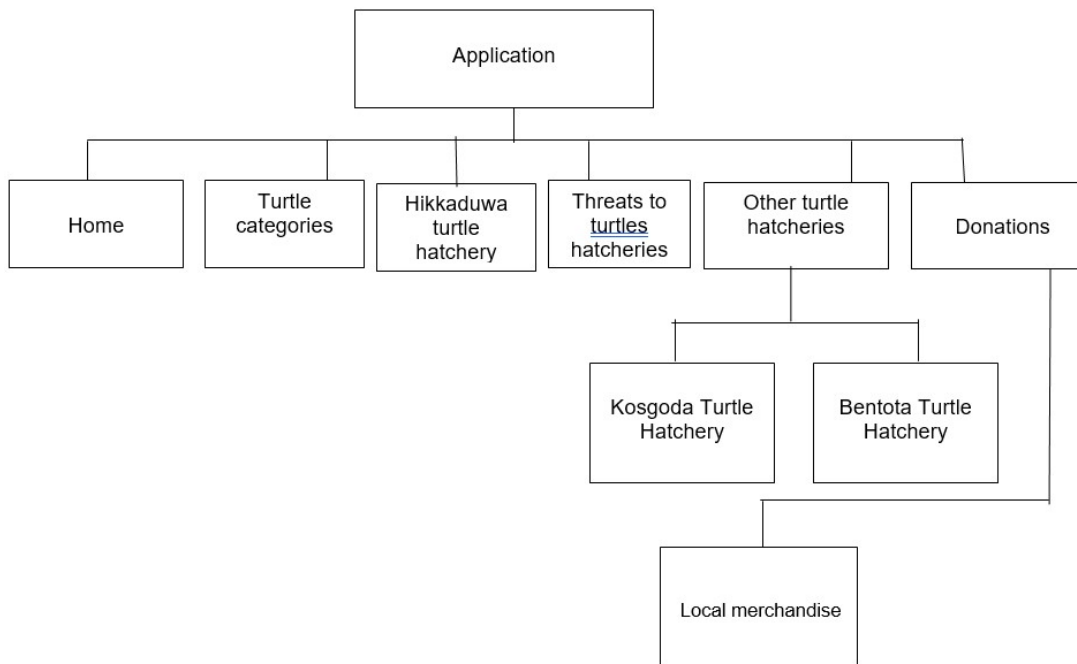 Application
Home
Turtle
categories
Hikkaduwa
turtle
hatchery
Threats to
turtles
hatcheries
Other turtle
hatcheries
Donations
Kosgoda Turtle
Hatchery
Bentota Turtle
Hatchery
Local merchandise